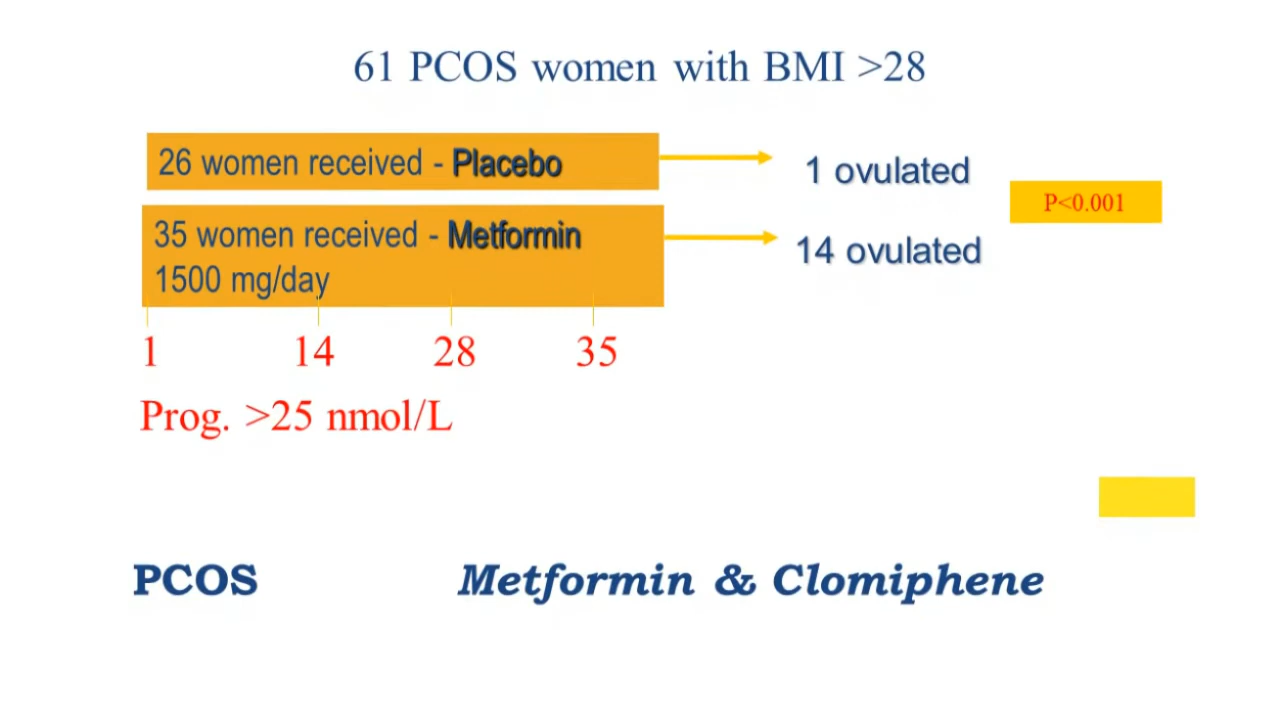 61 PCOS women with BMI >28
26 women received - Placebo
1 ovulated
P<0.001
35 women received - Metformin
1500 mg/day
14 ovulated
1 14 28 35
Prog. >25 nmol/L
PCOS Metformin & Clomiphene